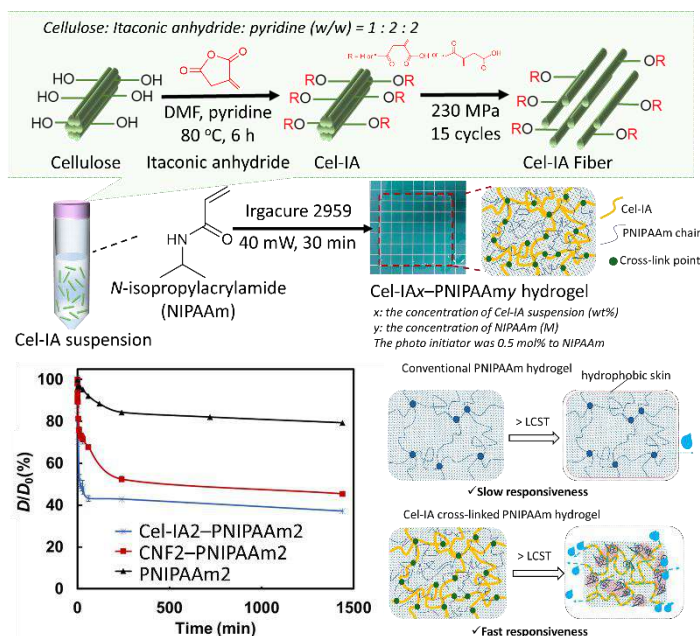 Cellulose: Itaconic anhydride: pyridine (w/w) = 1 : 2 : 2
HO
HO
HO
OH
OH
OH
O
O
O
DMF, pyridine
80 °C, 6 h
RO
RO
RO
OR
OR
OR
R = H or
OH or
OH
230 MPa
15 cycles
RO
RO
RO
OR
OR
OR
Cellulose
Itaconic anhydride
Cel-IA
Cel-IA Fiber
O
NH
N-isopropylacrylamide
(NIPAAm)
Irgacure 2959
40 mW, 30 min
Cel-IA
PNIPAAm chain
Cross-link point
Cel-IA suspension
Cel-IAx–PNIPAAmy hydrogel
x: the concentration of Cel-IA suspension (wt%)
y: the concentration of NIPAAm (M)
The photo initiator was 0.5 mol% to NIPAAm
D/D0(%)
100
80
60
40
20
0
Cel-IA2–PNIPAAm2
CNF2–PNIPAAm2
PNIPAAm2
0
500
1000
1500
Time (min)
Conventional PNIPAAm hydrogel
hydrophobic skin
> LCST
✓Slow responsiveness
Cel-IA cross-linked PNIPAAm hydrogel
> LCST
✓Fast responsiveness